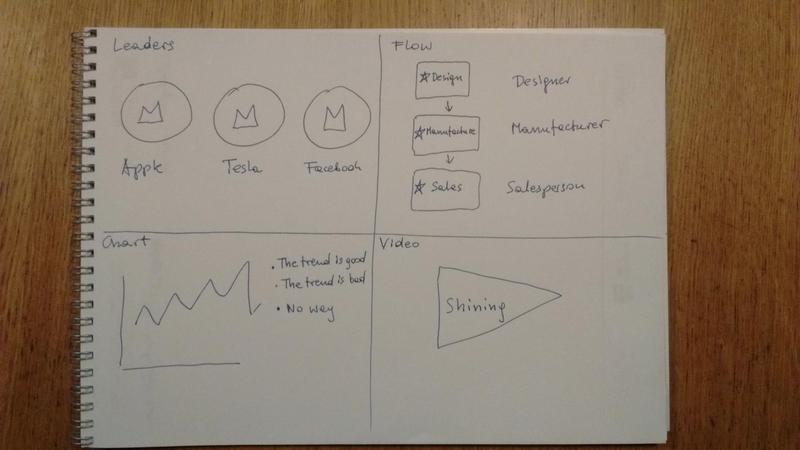 Leaders
Apple
Tesla
Facebook
Flow
Design
Designer
Manufacture
Manufacturer
Sales
Salesperson
Chart
• The trend is good
• The trend is bad
• No way
Video
Shining